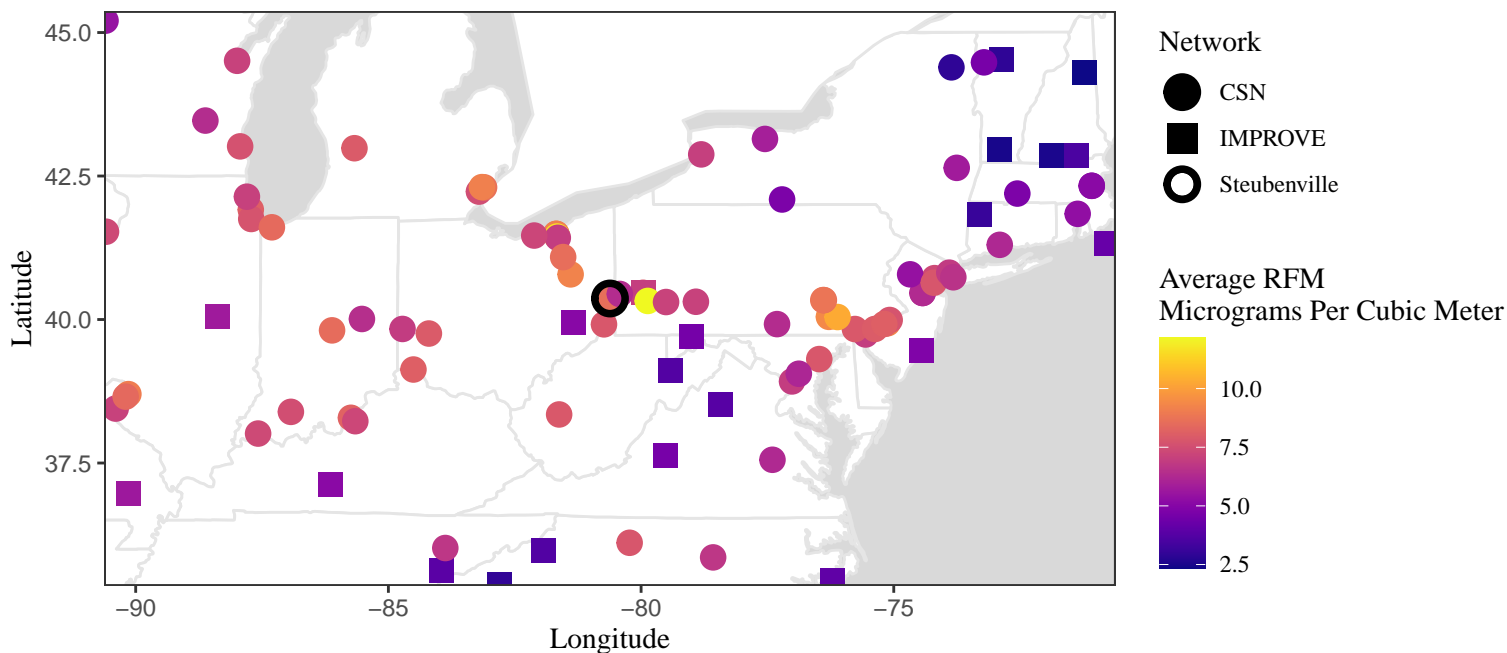 45.0
42.5
40.0
37.5
Latitude
−90
−85
−80
−75
Longitude
Network
CSN
IMPROVE
Steubenville
Average RFM
Micrograms Per Cubic Meter
10.0
7.5
5.0
2.5